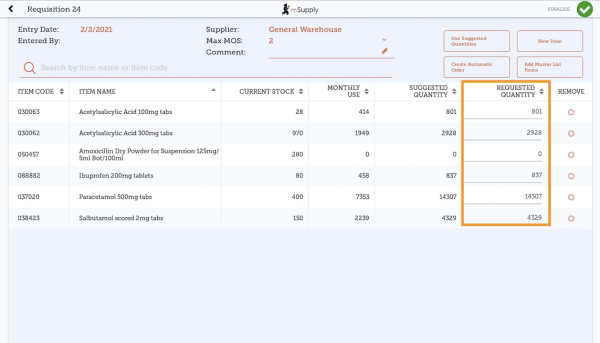 Requisition 24
mSupply
FINALISE
Entry Date: 2/2/2021
Supplier: General Warehouse
Entered By:
Max MOS: 2
Comment:
Use Suggested Quantities
New Item
Create Automatic Order
Add Master List Items
Search by item name or item code
ITEM CODE ITEM NAME CURRENT STOCK MONTHLY USE SUGGESTED QUANTITY REQUESTED QUANTITY REMOVE
030063 Acetylsalicylic Acid 100mg tabs 28 414 801 801
030062 Acetylsalicylic Acid 300mg tabs 970 1949 2928 2928
050457 Amoxicillin Dry Powder for Suspension 125mg/
5ml Bot/100ml 280 0 0 0
088882 Ibuprofen 200mg tablets 80 458 837 837
037020 Paracetamol 500mg tabs 400 7353 14307 14307
038423 Salbutamol scored 2mg tabs 150 2239 4329 4329